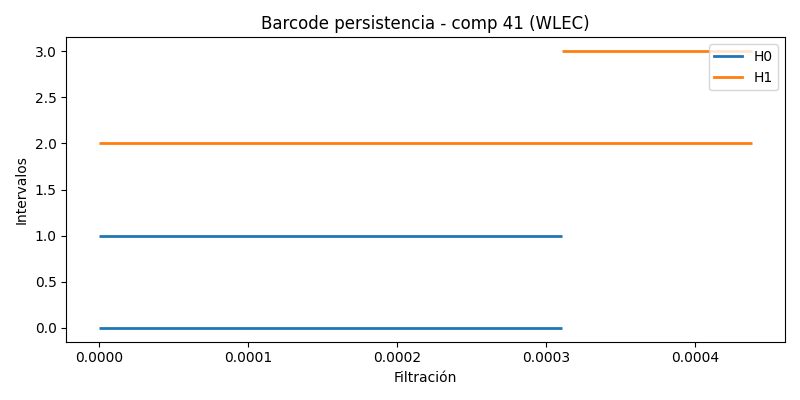 Barcode persistencia - comp 41 (WLEC)
3.0
2.5
2.0
1.5
1.0
0.5
0.0
Intervalos
H0
H1
0.0000 0.0001 0.0002 0.0003 0.0004
Filtración